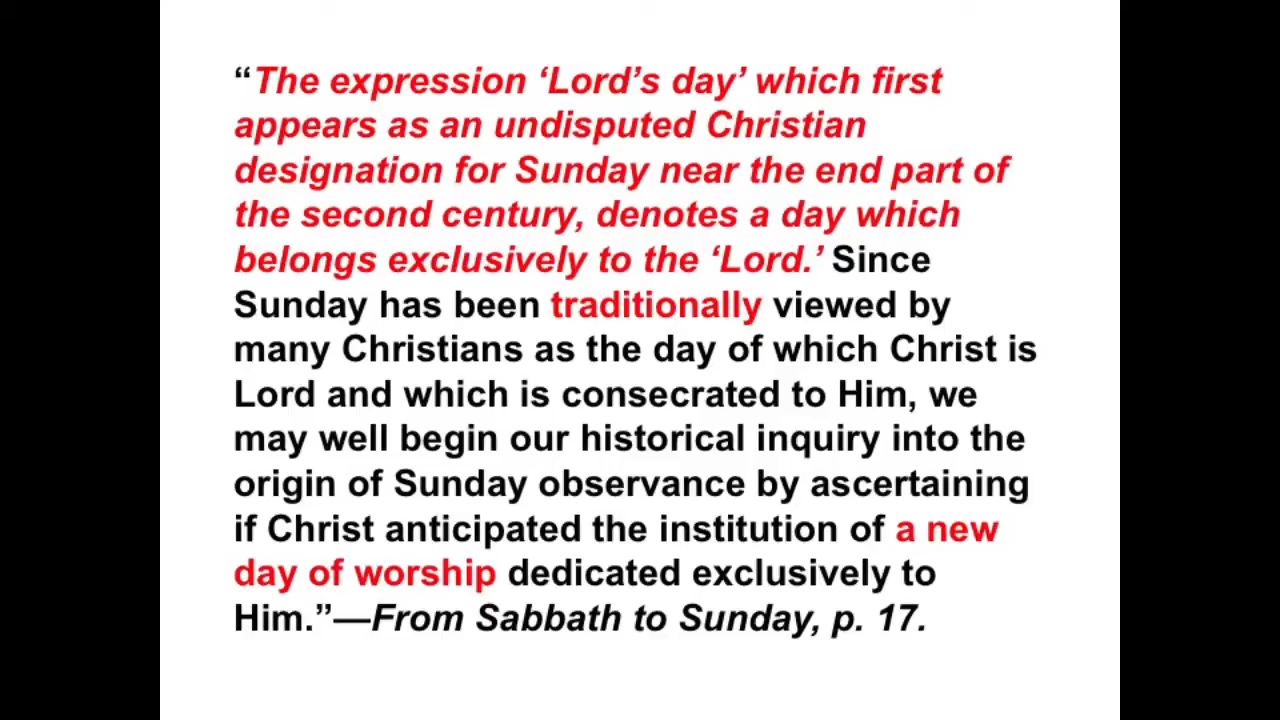 “The expression ‘Lord’s day’ which first
appears as an undisputed Christian
designation for Sunday near the end part of
the second century, denotes a day which
belongs exclusively to the ‘Lord.’ Since
Sunday has been traditionally viewed by
many Christians as the day of which Christ is
Lord and which is consecrated to Him, we
may well begin our historical inquiry into the
origin of Sunday observance by ascertaining
if Christ anticipated the institution of a new
day of worship dedicated exclusively to
Him.”—From Sabbath to Sunday, p. 17.